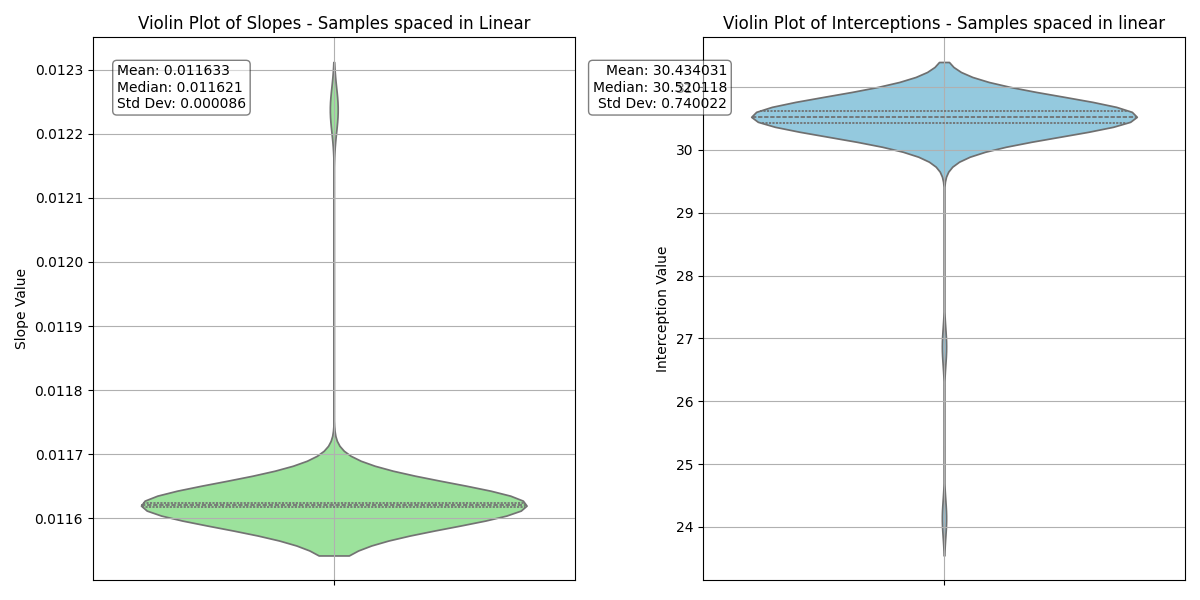 Violin Plot of Slopes - Samples spaced in Linear
Mean: 0.011633
Median: 0.011621
Std Dev: 0.000086
Slope Value
0.0123
0.0122
0.0121
0.0120
0.0119
0.0118
0.0117
0.0116
Violin Plot of Interceptions - Samples spaced in linear
Mean: 30.434031
Median: 30.520118
Std Dev: 0.740022
Interception Value
31
30
29
28
27
26
25
24